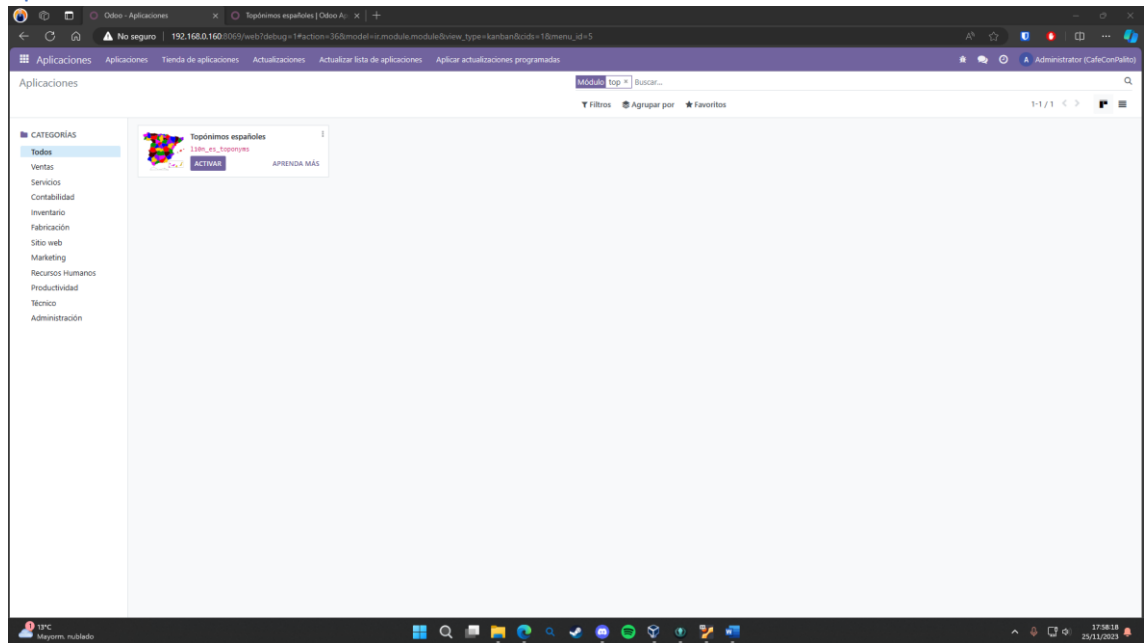 Odoo - Aplicaciones
Topónimos españoles | Odoo Ap
No seguro 192.168.0.160:8069/web?debug=1#action=36&model=ir.module.module&view_type=kanban&cids=1&menu_id=5
Aplicaciones Aplicaciones Tienda de aplicaciones Actualizaciones Actualizar lista de aplicaciones Aplicar actualizaciones programadas A Administrator (CafeConPalito)
Aplicaciones Módulo top × Buscar...
Filtros Agrupar por Favoritos 1-1 / 1
CATEGORÍAS
Todos
Ventas
Servicios
Contabilidad
Inventario
Fabricación
Sitio web
Marketing
Recursos Humanos
Productividad
Técnico
Administración
Topónimos españoles
l10n_es_toponyms
ACTIVAR APRENDA MÁS
1 13°C
Mayorm. nublado
17:58:18
25/11/2023